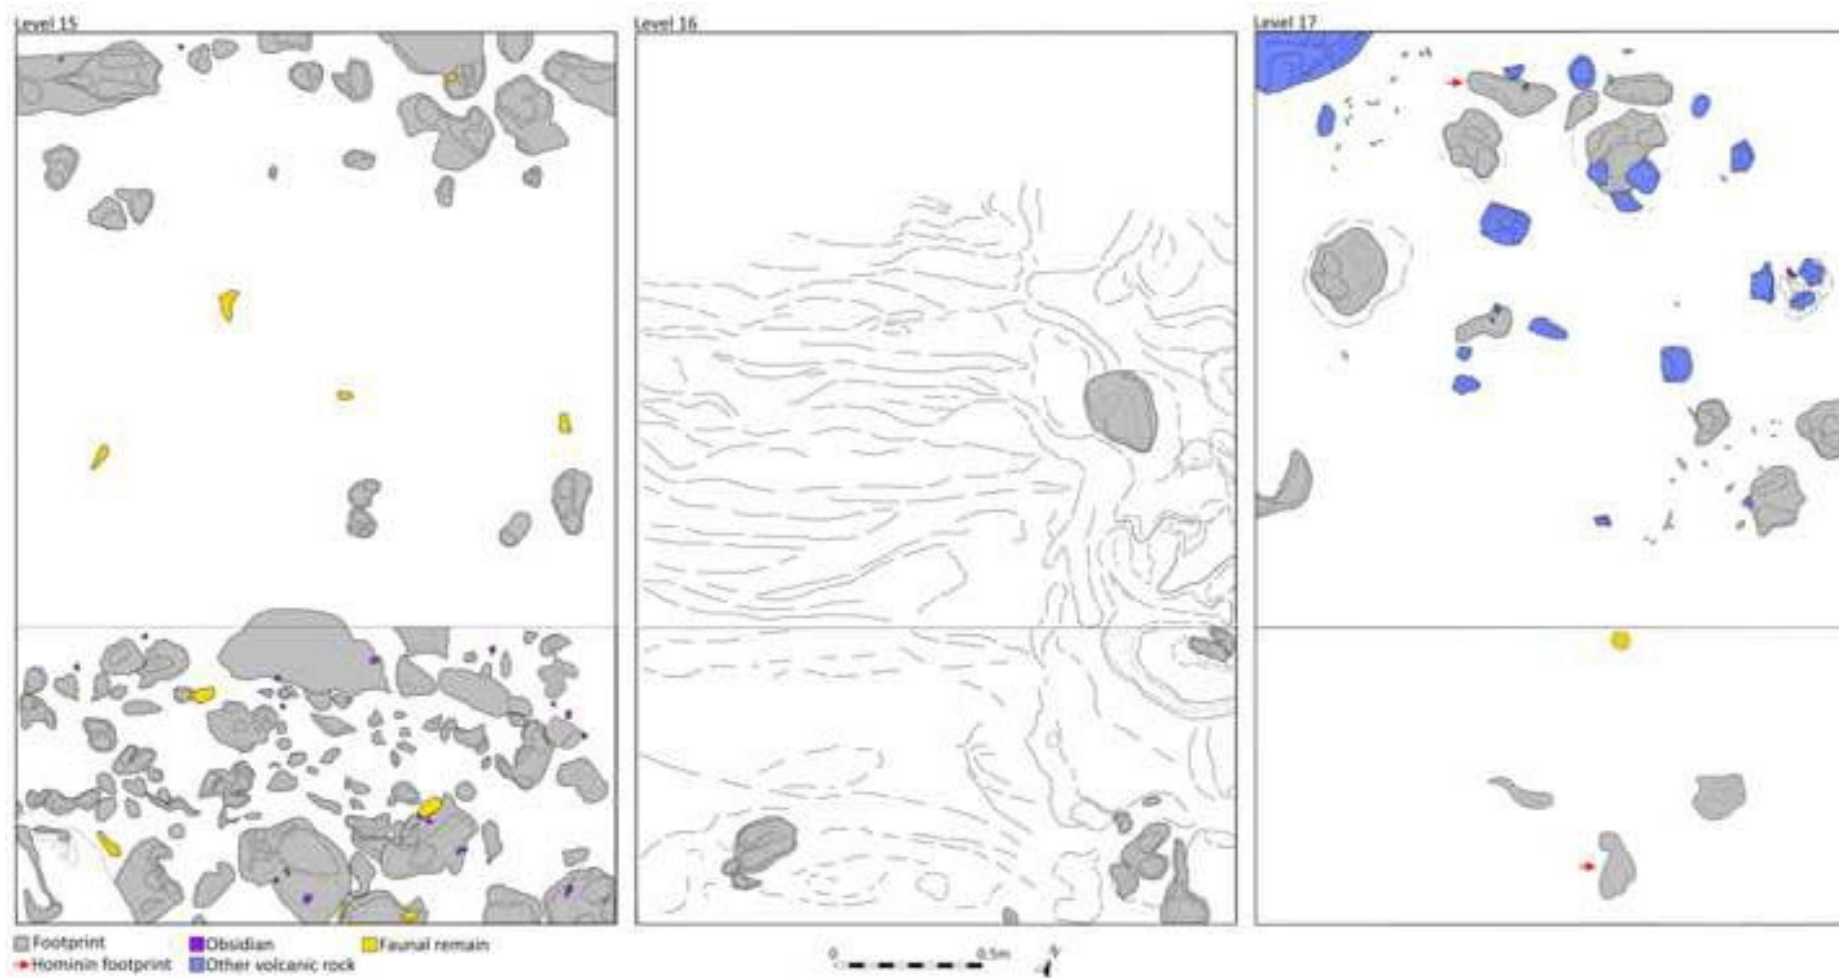 Level 15
Level 16
Level 17
Footprint
Obsidian
Faunal remain
Hominin footprint
Other volcanic rock
0
0.5m
N